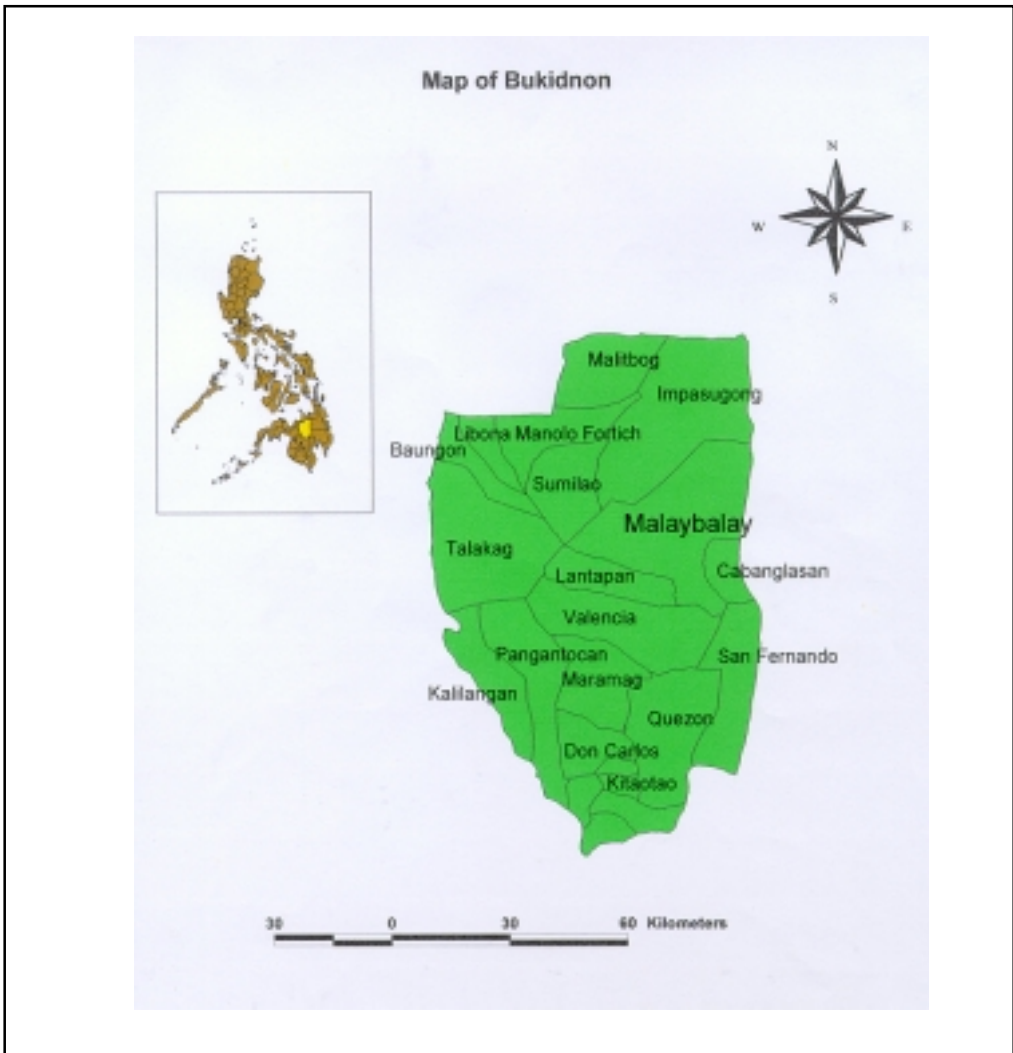 Map of Bukidnon
N
W E
S
Malitbog
Impasugong
Libona Manolo Fortich
Baungon
Sumilao
Malaybalay
Talakag
Cabanglasan
Lantapan
Valencia
Pangantocan
San Fernando
Maramag
Kalilangan
Quezon
Don Carlos
Kitaotao
30 0 30 60 Kilometers